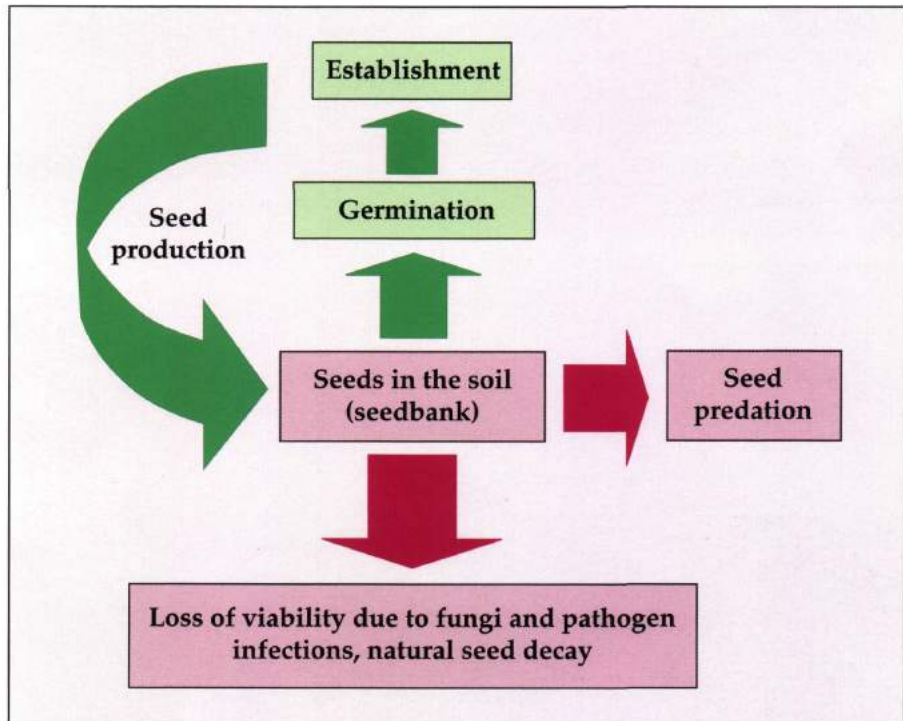 Establishment
Germination
Seed
production
Seeds in the soil
(seedbank)
Seed
predation
Loss of viability due to fungi and pathogen
infections, natural seed decay